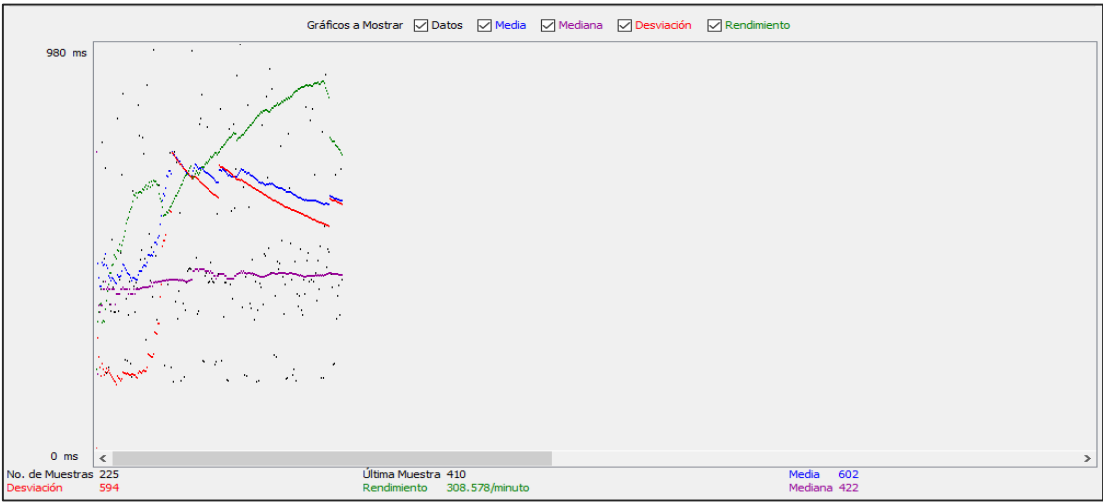 Gráficos a Mostrar Datos Media Mediana Desviación Rendimiento
980 ms
0 ms
No. de Muestras 225 Última Muestra 410 Media 602
Desviación 594 Rendimiento 308.578/minuto Mediana 422